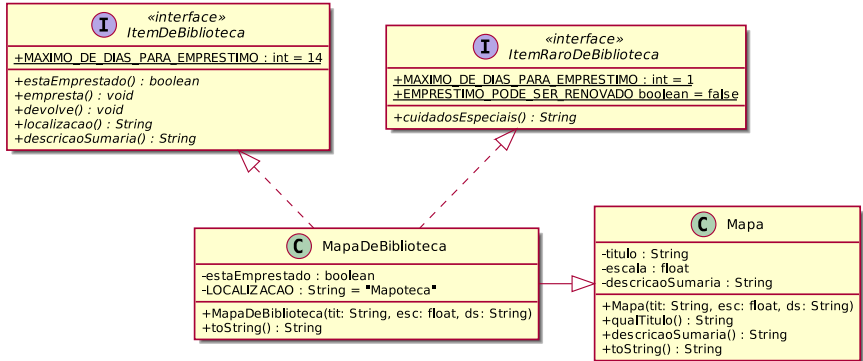 I
«interface»
ItemDeBiblioteca
+MAXIMO_DE_DIAS_PARA_EMPRESTIMO : int = 14
+estaEmprestado() : boolean
+empresta() : void
+devolve() : void
+localizacao() : String
+descricaoSumaria() : String
I
«interface»
ItemRaroDeBiblioteca
+MAXIMO_DE_DIAS_PARA_EMPRESTIMO : int = 1
+EMPRESTIMO_PODE_SER_RENOVADO boolean = false
+cuidadosEspeciais() : String
C
MapaDeBiblioteca
-estaEmprestado : boolean
-LOCALIZACAO : String = "Mapoteca"
+MapaDeBiblioteca(tit: String, esc: float, ds: String)
+toString() : String
C
Mapa
-titulo : String
-escala : float
-descricaoSumaria : String
+Mapa(tit: String, esc: float, ds: String)
+qualTitulo() : String
+descricaoSumaria() : String
+toString() : String